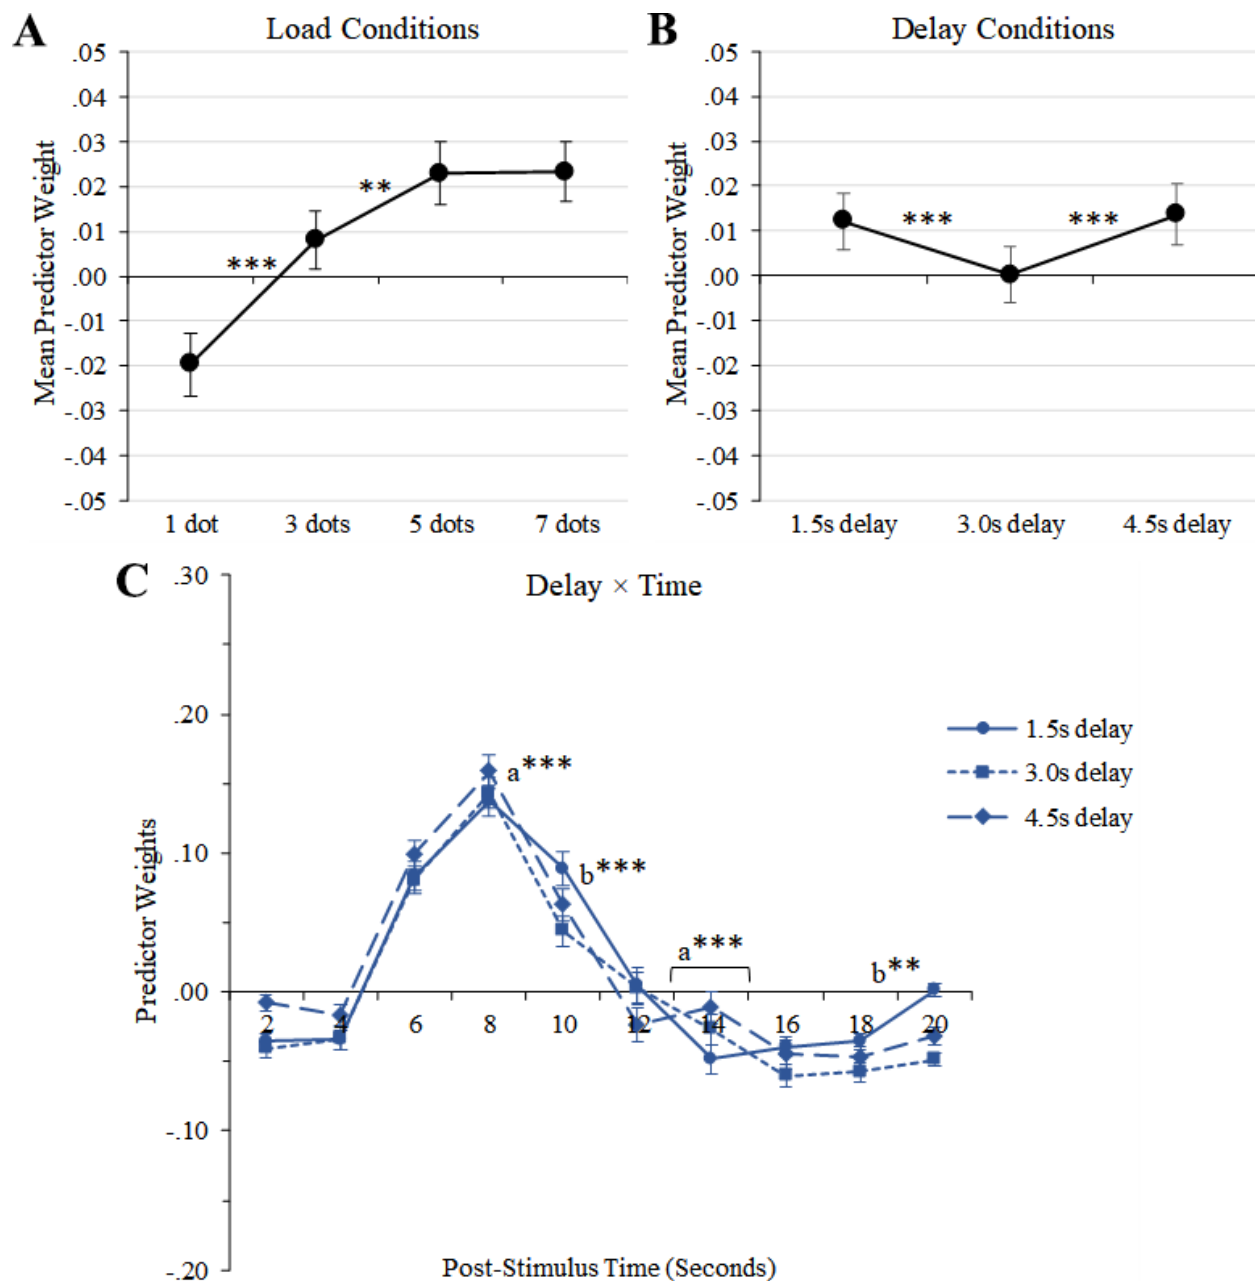 A
Load Conditions
.05
.04
.03
.02
.01
.00
-.01
-.02
-.03
-.04
-.05
Mean Predictor Weight
***
**
1 dot
3 dots
5 dots
7 dots
B
Delay Conditions
.05
.04
.03
.02
.01
.00
-.01
-.02
-.03
-.04
-.05
Mean Predictor Weight
***
***
1.5s delay
3.0s delay
4.5s delay
C
Delay × Time
.30
.20
.10
.00
-.10
-.20
Predictor Weights
a***
b***
a***
b**
2
4
6
8
10
12
14
16
18
20
1.5s delay
3.0s delay
4.5s delay
Post-Stimulus Time (Seconds)